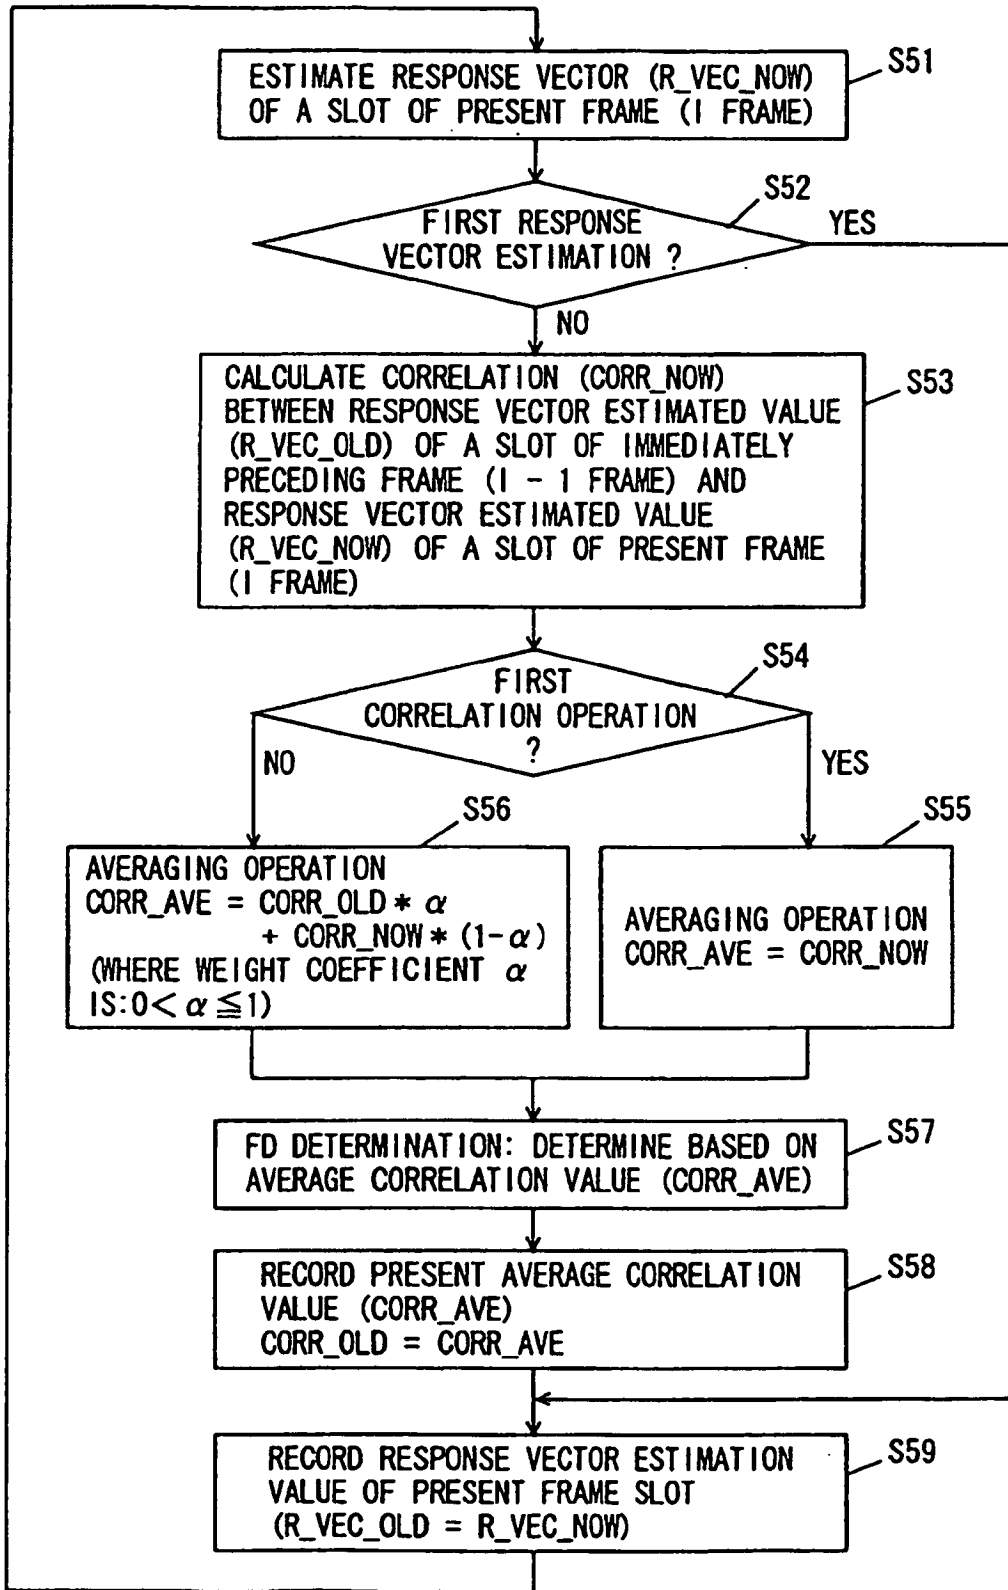 S51
ESTIMATE RESPONSE VECTOR (R_VEC_NOW)
OF A SLOT OF PRESENT FRAME (I FRAME)
S52
FIRST RESPONSE
VECTOR ESTIMATION ?
YES
NO
S53
CALCULATE CORRELATION (CORR_NOW)
BETWEEN RESPONSE VECTOR ESTIMATED VALUE
(R_VEC_OLD) OF A SLOT OF IMMEDIATELY
PRECEDING FRAME (I - 1 FRAME) AND
RESPONSE VECTOR ESTIMATED VALUE
(R_VEC_NOW) OF A SLOT OF PRESENT FRAME
(I FRAME)
S54
FIRST
CORRELATION OPERATION
?
NO
YES
S56
AVERAGING OPERATION
CORR_AVE = CORR_OLD * α
+ CORR_NOW * (1-α)
(WHERE WEIGHT COEFFICIENT α
IS:0< α ≦1)
S55
AVERAGING OPERATION
CORR_AVE = CORR_NOW
S57
FD DETERMINATION: DETERMINE BASED ON
AVERAGE CORRELATION VALUE (CORR_AVE)
S58
RECORD PRESENT AVERAGE CORRELATION
VALUE (CORR_AVE)
CORR_OLD = CORR_AVE
S59
RECORD RESPONSE VECTOR ESTIMATION
VALUE OF PRESENT FRAME SLOT
(R_VEC_OLD = R_VEC_NOW)